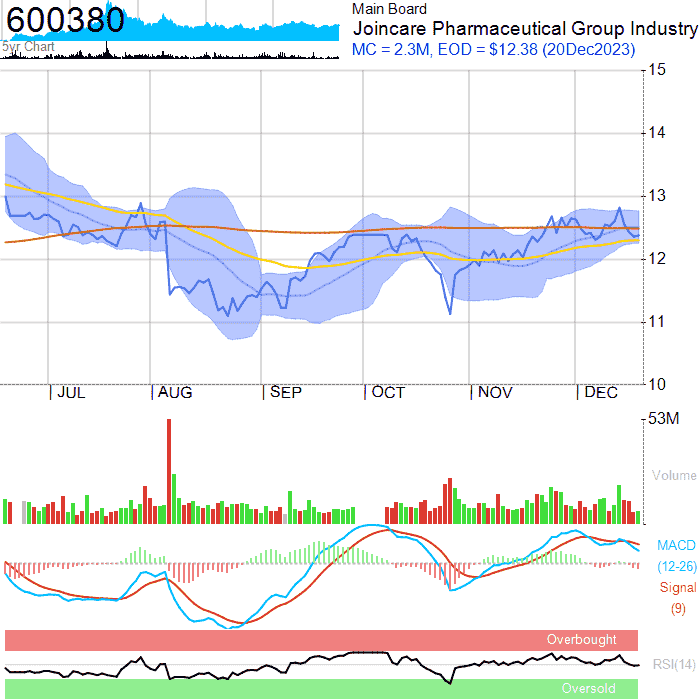 600380
5yr Chart
Main Board
Joincare Pharmaceutical Group Industry
MC = 2.3M, EOD = $12.38 (20Dec2023)
15
14
13
12
11
10
JUL AUG SEP OCT NOV DEC
53M
Volume
MACD
(12-26)
Signal
(9)
Overbought
RSI(14)
Oversold